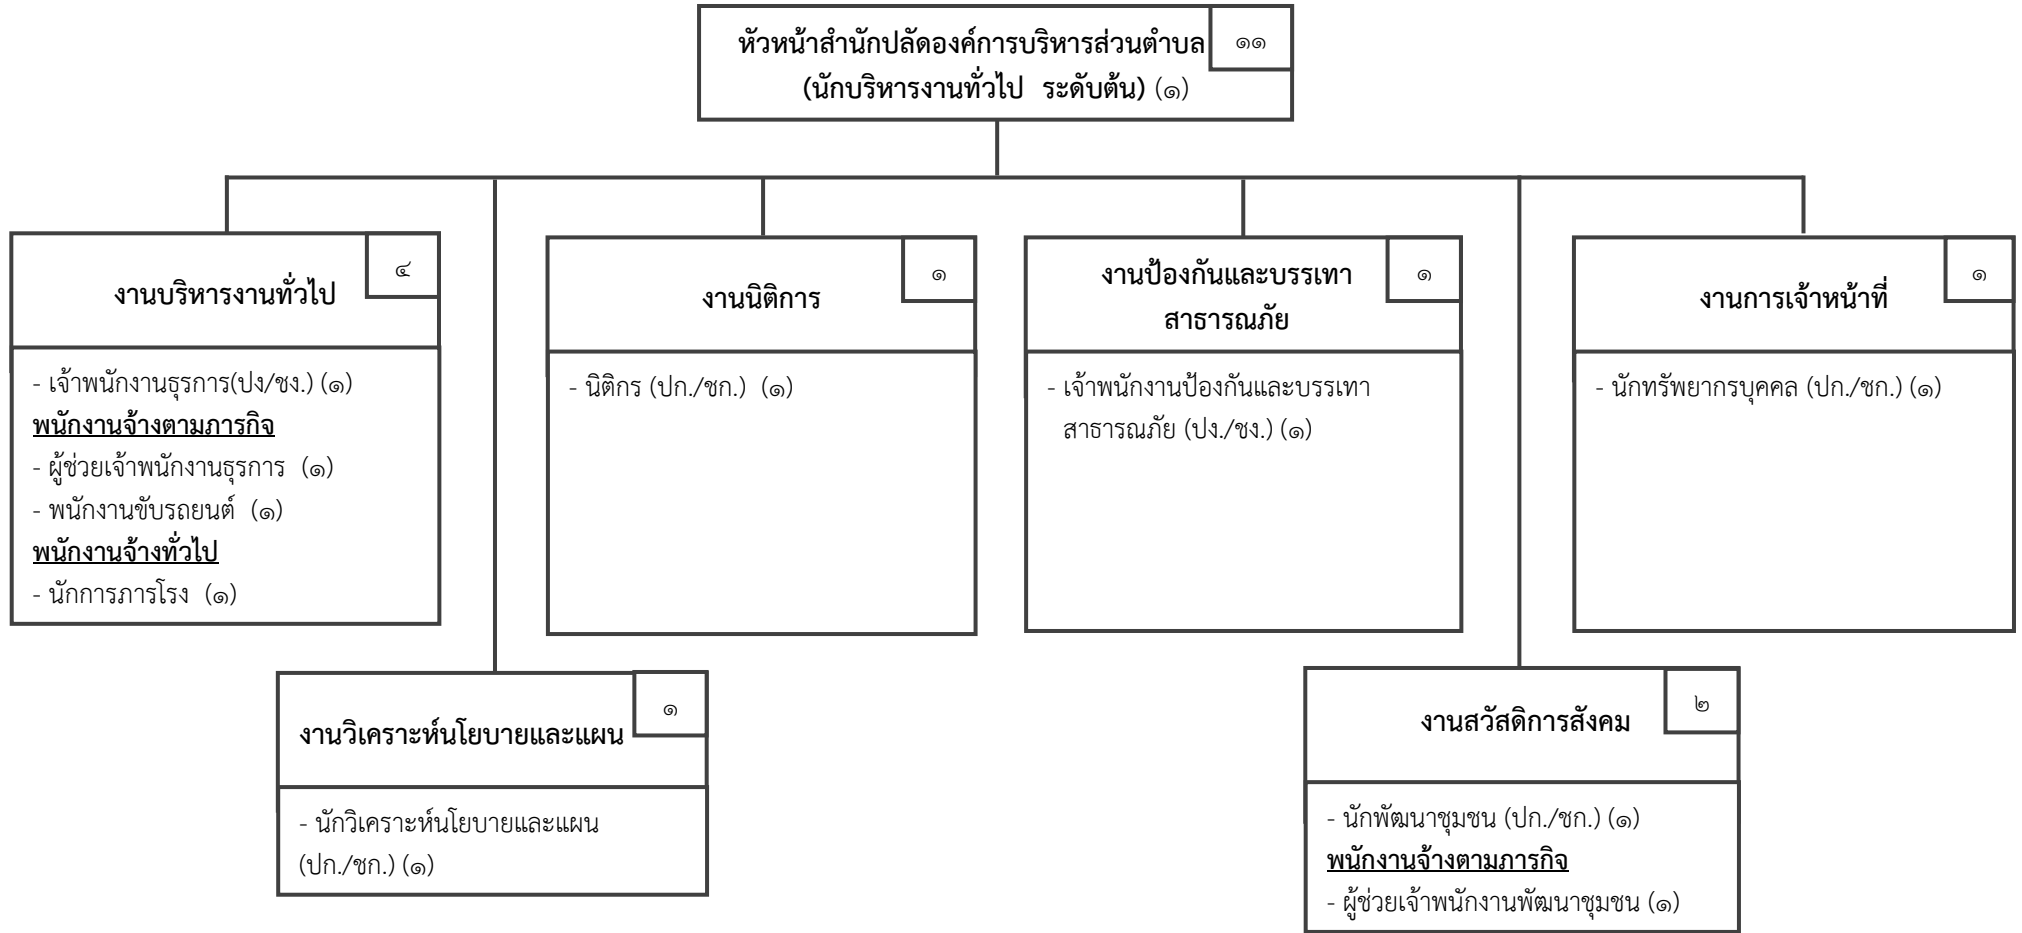 หัวหน้าสำนักปลัดองค์การบริหารส่วนตำบล
๑๑
(นักบริหารงานทั่วไป ระดับต้น) (๑)
งานบริหารงานทั่วไป
๔
- เจ้าพนักงานธุรการ(ปง/ชง.) (๑)
พนักงานจ้างตามภารกิจ
- ผู้ช่วยเจ้าพนักงานธุรการ (๑)
- พนักงานขับรถยนต์ (๑)
พนักงานจ้างทั่วไป
- นักการภารโรง (๑)
งานนิติการ
๑
- นิติกร (ปก./ชก.) (๑)
งานป้องกันและบรรเทา
สาธารณภัย
๑
- เจ้าพนักงานป้องกันและบรรเทา
สาธารณภัย (ปง./ชง.) (๑)
งานการเจ้าหน้าที่
๑
- นักทรัพยากรบุคคล (ปก./ชก.) (๑)
งานวิเคราะห์นโยบายและแผน
๑
- นักวิเคราะห์นโยบายและแผน
(ปก./ชก.) (๑)
งานสวัสดิการสังคม
๒
- นักพัฒนาชุมชน (ปก./ชก.) (๑)
พนักงานจ้างตามภารกิจ
- ผู้ช่วยเจ้าพนักงานพัฒนาชุมชน (๑)